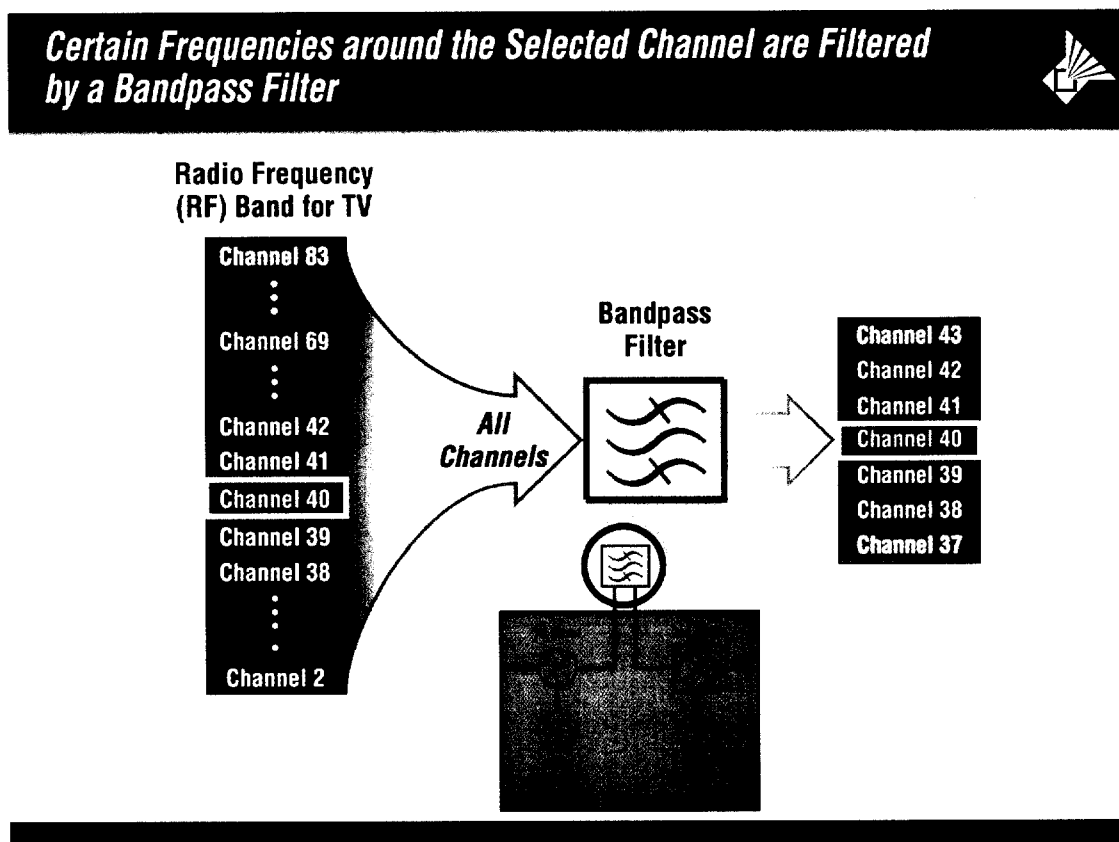 Certain Frequencies around the Selected Channel are Filtered
by a Bandpass Filter
Radio Frequency
(RF) Band for TV
Channel 83
Channel 69
Channel 42
Channel 41
Channel 40
Channel 39
Channel 38
Channel 2
All
Channels
Bandpass
Filter
Channel 43
Channel 42
Channel 41
Channel 40
Channel 39
Channel 38
Channel 37